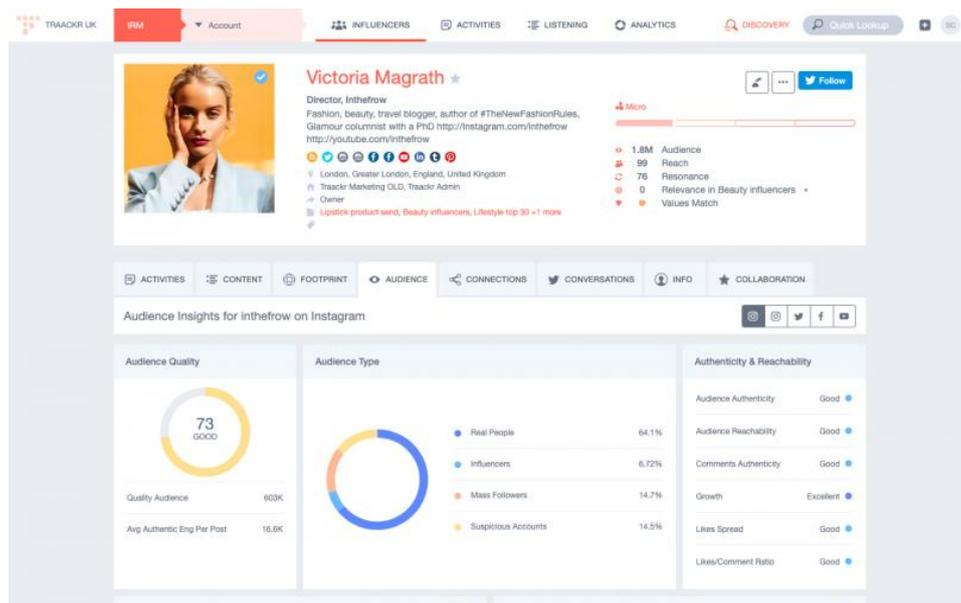 TRAACKR UK
IRM
Account
INFLUENCERS
ACTIVITIES
LISTENING
ANALYTICS
DISCOVERY
Quick Lookup
SC
Victoria Magrath
Director, Inthefrow
Fashion, beauty, travel blogger, author of #TheNewFashionRules,
Glamour columnist with a PhD http://instagram.com/inthefrow
http://youtube.com/inthefrow
London, Greater London, England, United Kingdom
Traackr Marketing OLD, Traackr Admin
Owner
Lipstick product send, Beauty influencers, Lifestyle top 30 +1 more
Follow
Micro
1.8M Audience
99 Reach
76 Resonance
0 Relevance in Beauty influencers
Values Match
ACTIVITIES
CONTENT
FOOTPRINT
AUDIENCE
CONNECTIONS
CONVERSATIONS
INFO
COLLABORATION
Audience Insights for inthefrow on Instagram
Audience Quality
73
GOOD
Quality Audience 603K
Avg Authentic Eng Per Post 16.6K
Audience Type
Real People 64.1%
Influencers 6.72%
Mass Followers 14.7%
Suspicious Accounts 14.5%
Authenticity & Reachability
Audience Authenticity Good
Audience Reachability Good
Comments Authenticity Good
Growth Excellent
Likes Spread Good
Likes/Comment Ratio Good